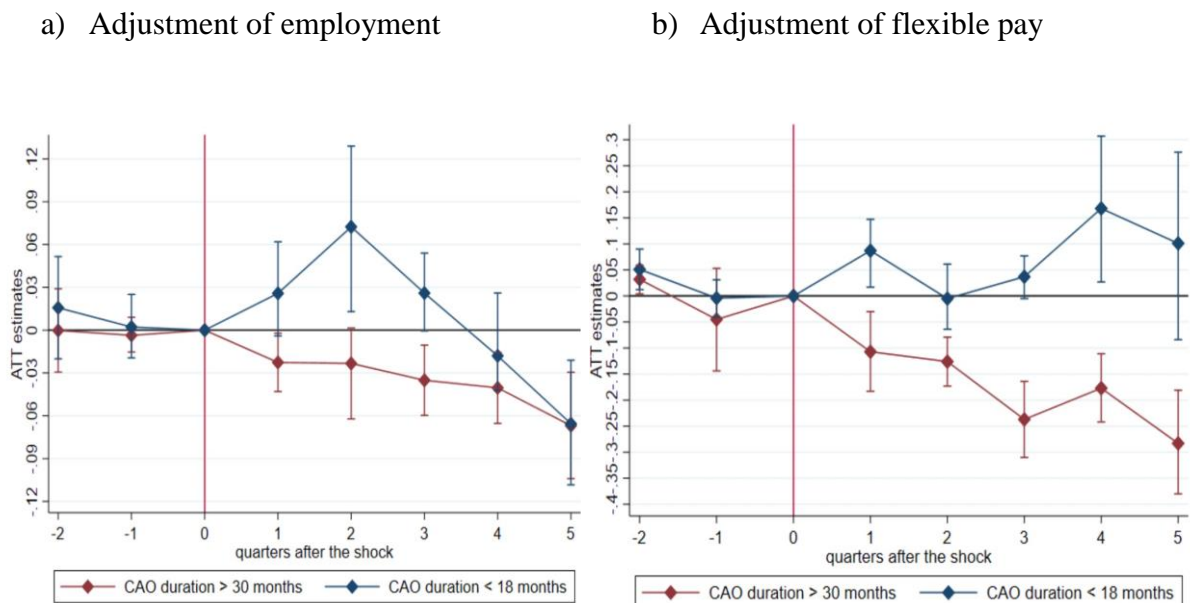 a) Adjustment of employment
b) Adjustment of flexible pay
ATT estimates
.12
.09
.06
.03
0
-.03
-.06
-.09
-.12
-2 -1 0 1 2 3 4 5
quarters after the shock
CAO duration > 30 months CAO duration < 18 months
ATT estimates
.3
.25
.2
.15
.1
.05
0
-.05
-.1
-.15
-.2
-.25
-.3
-.35
-.4
-2 -1 0 1 2 3 4 5
quarters after the shock
CAO duration > 30 months CAO duration < 18 months